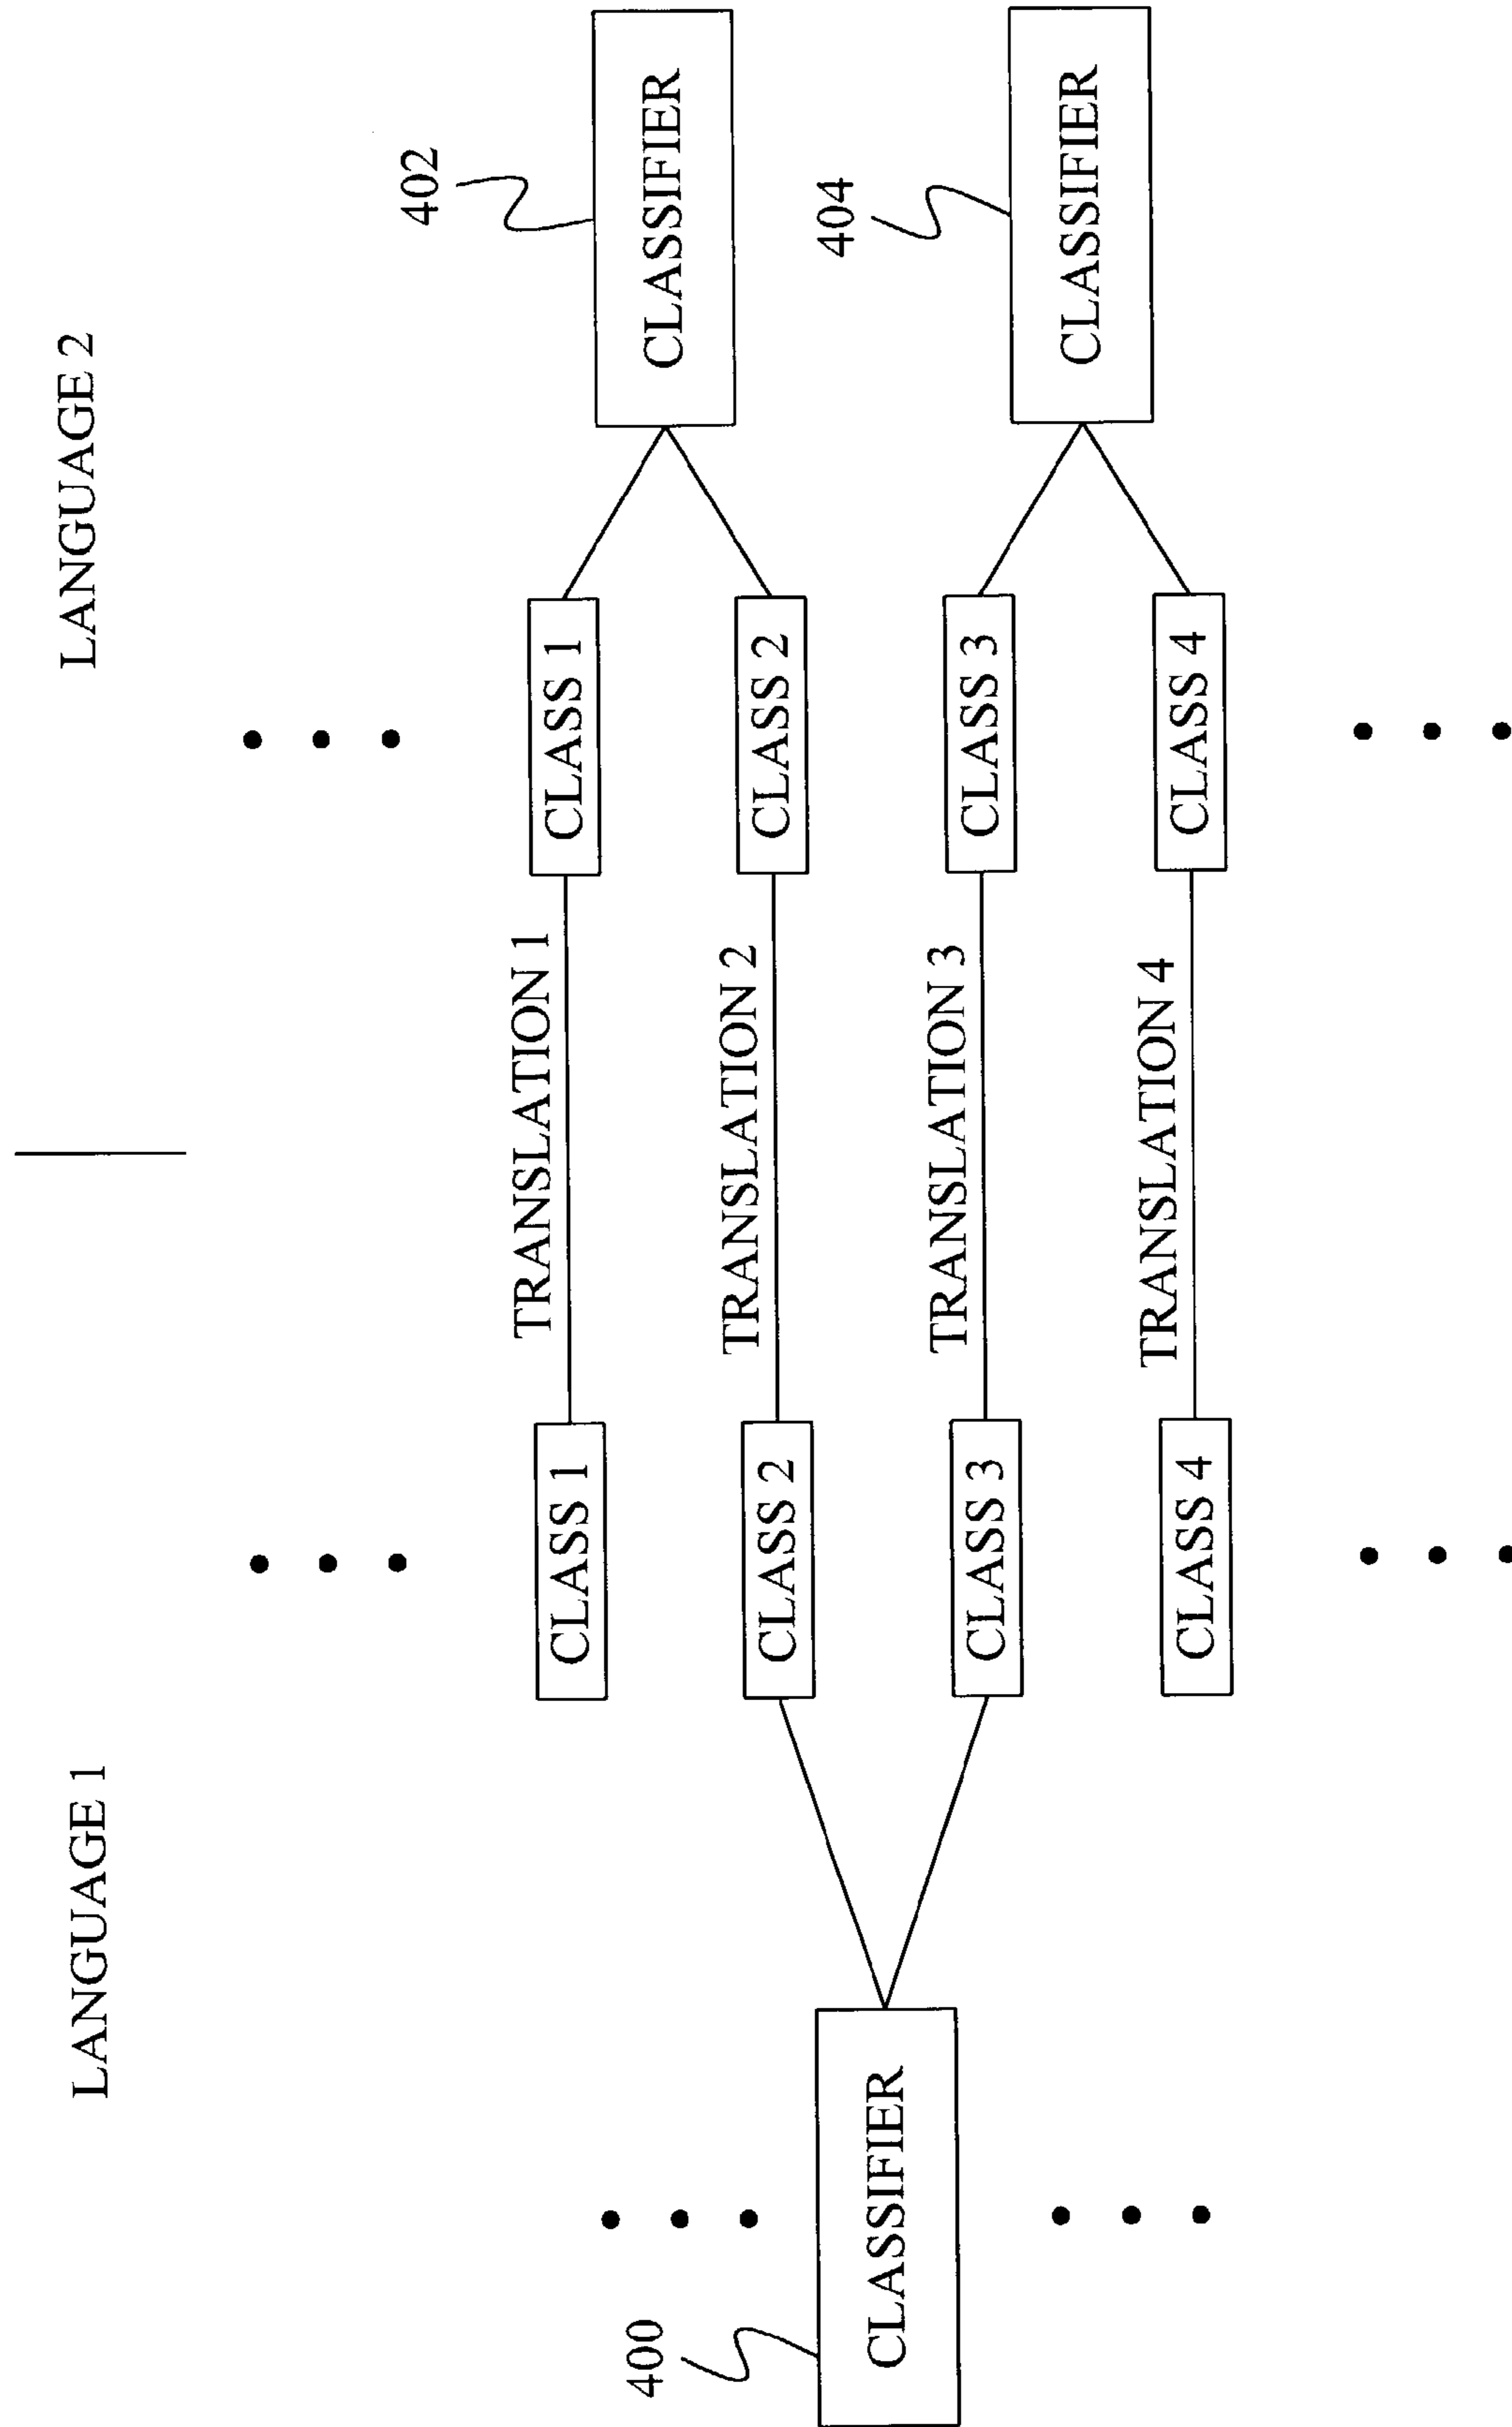 LANGUAGE 1
LANGUAGE 2
402
CLASS 1
TRANSLATION 1
CLASS 1
CLASSIFIER
400
CLASS 2
TRANSLATION 2
CLASS 2
CLASSIFIER
404
CLASS 3
TRANSLATION 3
CLASS 3
CLASSIFIER
CLASS 4
TRANSLATION 4
CLASS 4